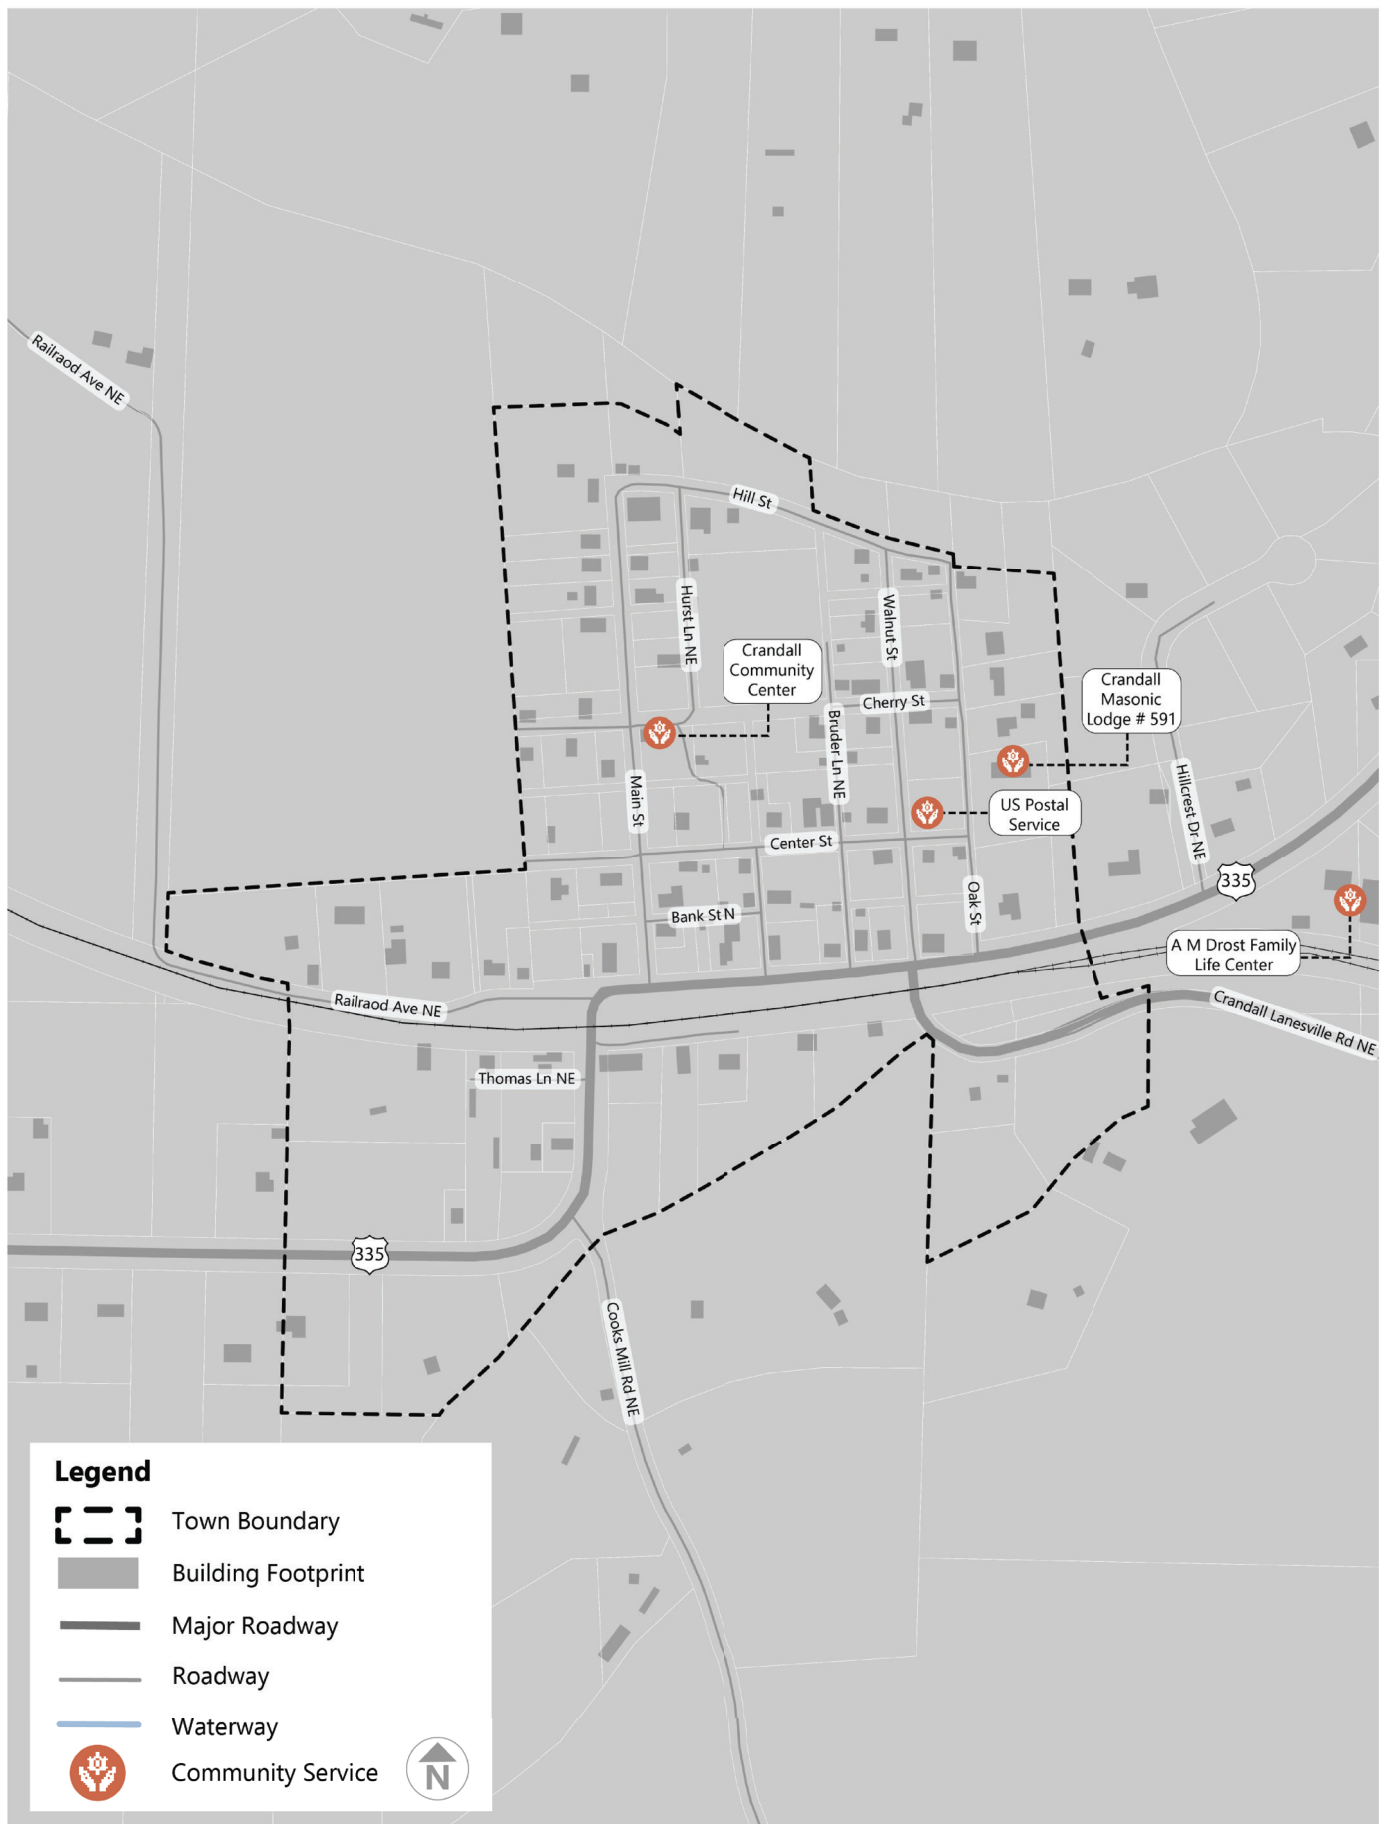 Railraod Ave NE
Hill St
Hurst Ln NE
Walnut St
Crandall
Community
Center
Crandall
Masonic
Lodge # 591
Cherry St
Bruder Ln NE
Main St
US Postal
Service
Hillcrest Dr NE
Center St
335
Oak St
Bank St N
A M Drost Family
Life Center
Railraod Ave NE
Crandall Lanesville Rd NE
Thomas Ln NE
335
Cooks Mill Rd NE
Legend
Town Boundary
Building Footprint
Major Roadway
Roadway
Waterway
Community Service
N